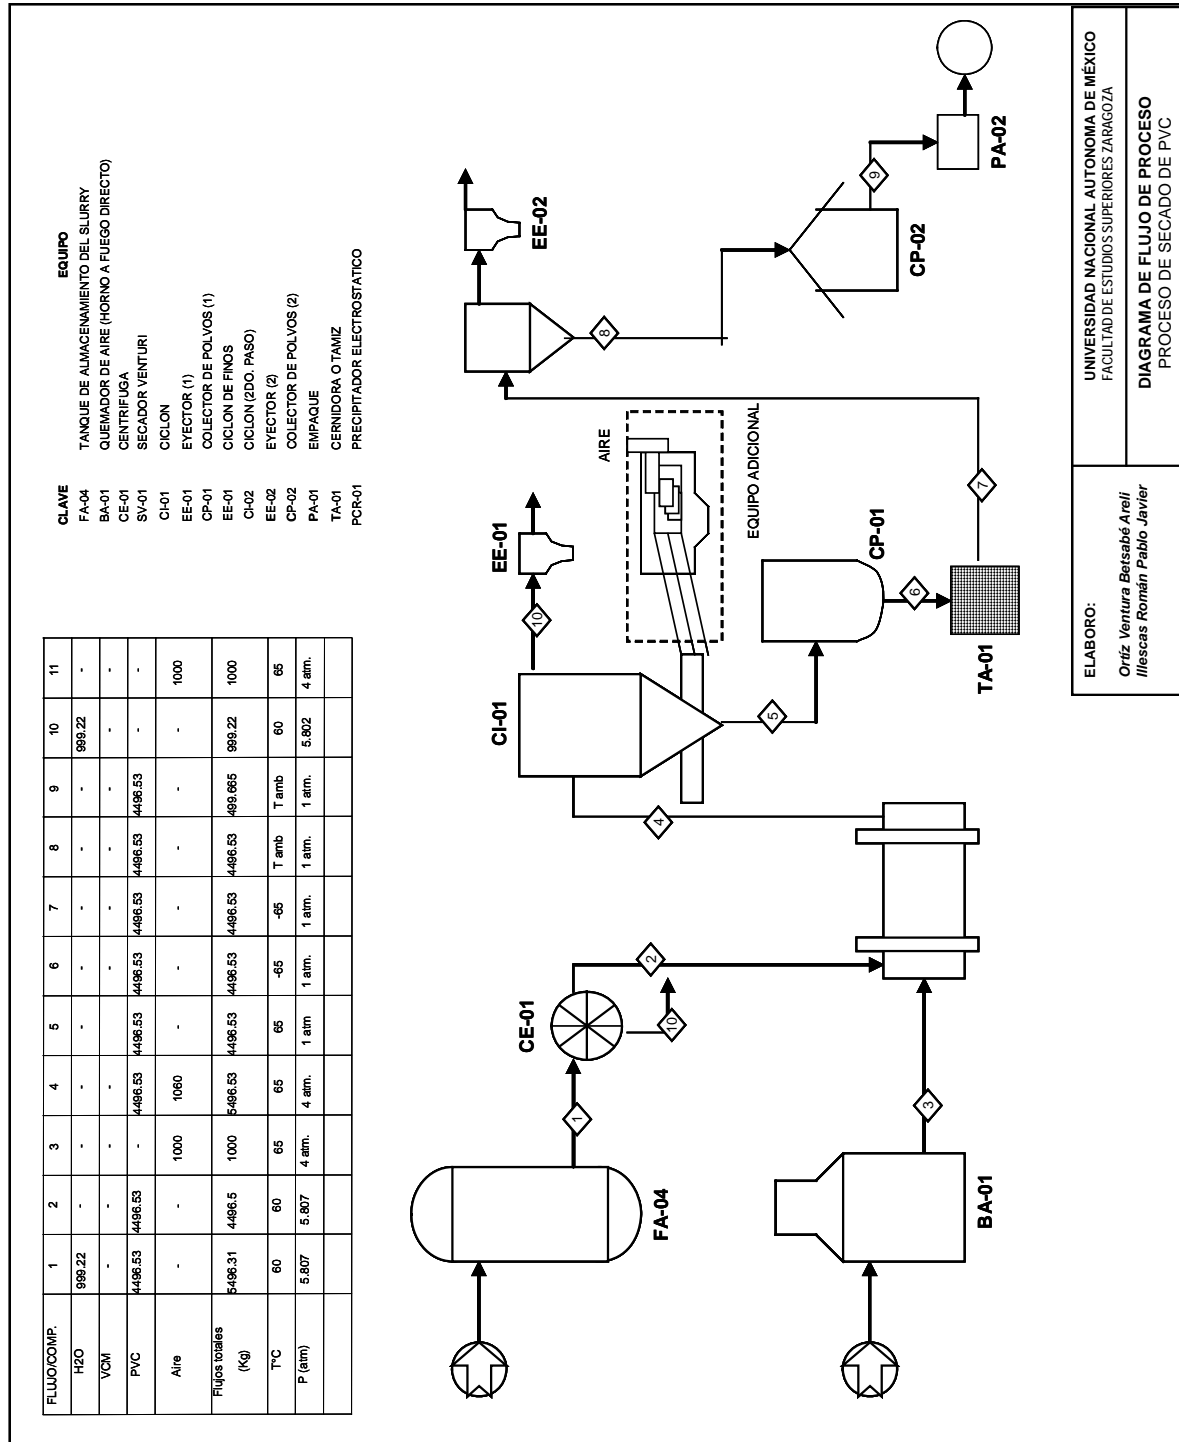 FLUJO/COMP. 1 2 3 4 5 6 7 8 9 10 11
H2O 999.22 - - - - - - - - 999.22 -
VCM - - - - - - - - - - -
PVC 4496.53 4496.53 - 4496.53 4496.53 4496.53 4496.53 4496.53 4496.53 - -
Aire - - 1000 1060 - - - - - - 1000
Flujos totales (Kg) 5496.31 4496.5 1000 5496.53 4496.53 4496.53 4496.53 4496.53 499.665 999.22 1000
T°C 60 60 65 65 65 -65 -65 T amb T amb 60 65
P (atm) 5.807 5.807 4 atm. 4 atm. 1 atm 1 atm. 1 atm. 1 atm. 1 atm. 5.802 4 atm.
CLAVE EQUIPO
FA-04 TANQUE DE ALMACENAMIENTO DEL SLURRY
BA-01 QUEMADOR DE AIRE (HORNO A FUEGO DIRECTO)
CE-01 CENTRIFUGA
SV-01 SECADOR VENTURI
CI-01 CICLON
EE-01 EYECTOR (1)
CP-01 COLECTOR DE POLVOS (1)
EE-01 CICLON DE FINOS
CI-02 CICLON (2DO. PASO)
EE-02 EYECTOR (2)
CP-02 COLECTOR DE POLVOS (2)
PA-01 EMPAQUE
TA-01 CERNIDORA O TAMIZ
PCR-01 PRECIPITADOR ELECTROSTATICO
FA-04
1
CE-01
2
10
BA-01
3
4
CI-01
10
EE-01
AIRE
EQUIPO ADICIONAL
5
CP-01
6
TA-01
7
EE-02
8
CP-02
9
PA-02
ELABORO:
Ortíz Ventura Betsabé Areli
Illescas Román Pablo Javier
UNIVERSIDAD NACIONAL AUTONOMA DE MÉXICO
FACULTAD DE ESTUDIOS SUPERIORES ZARAGOZA
DIAGRAMA DE FLUJO DE PROCESO
PROCESO DE SECADO DE PVC